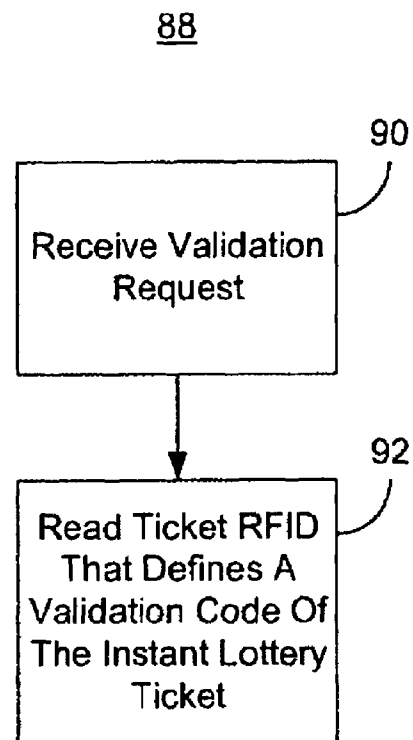 88
90
Receive Validation
Request
92
Read Ticket RFID
That Defines A
Validation Code Of
The Instant Lottery
Ticket